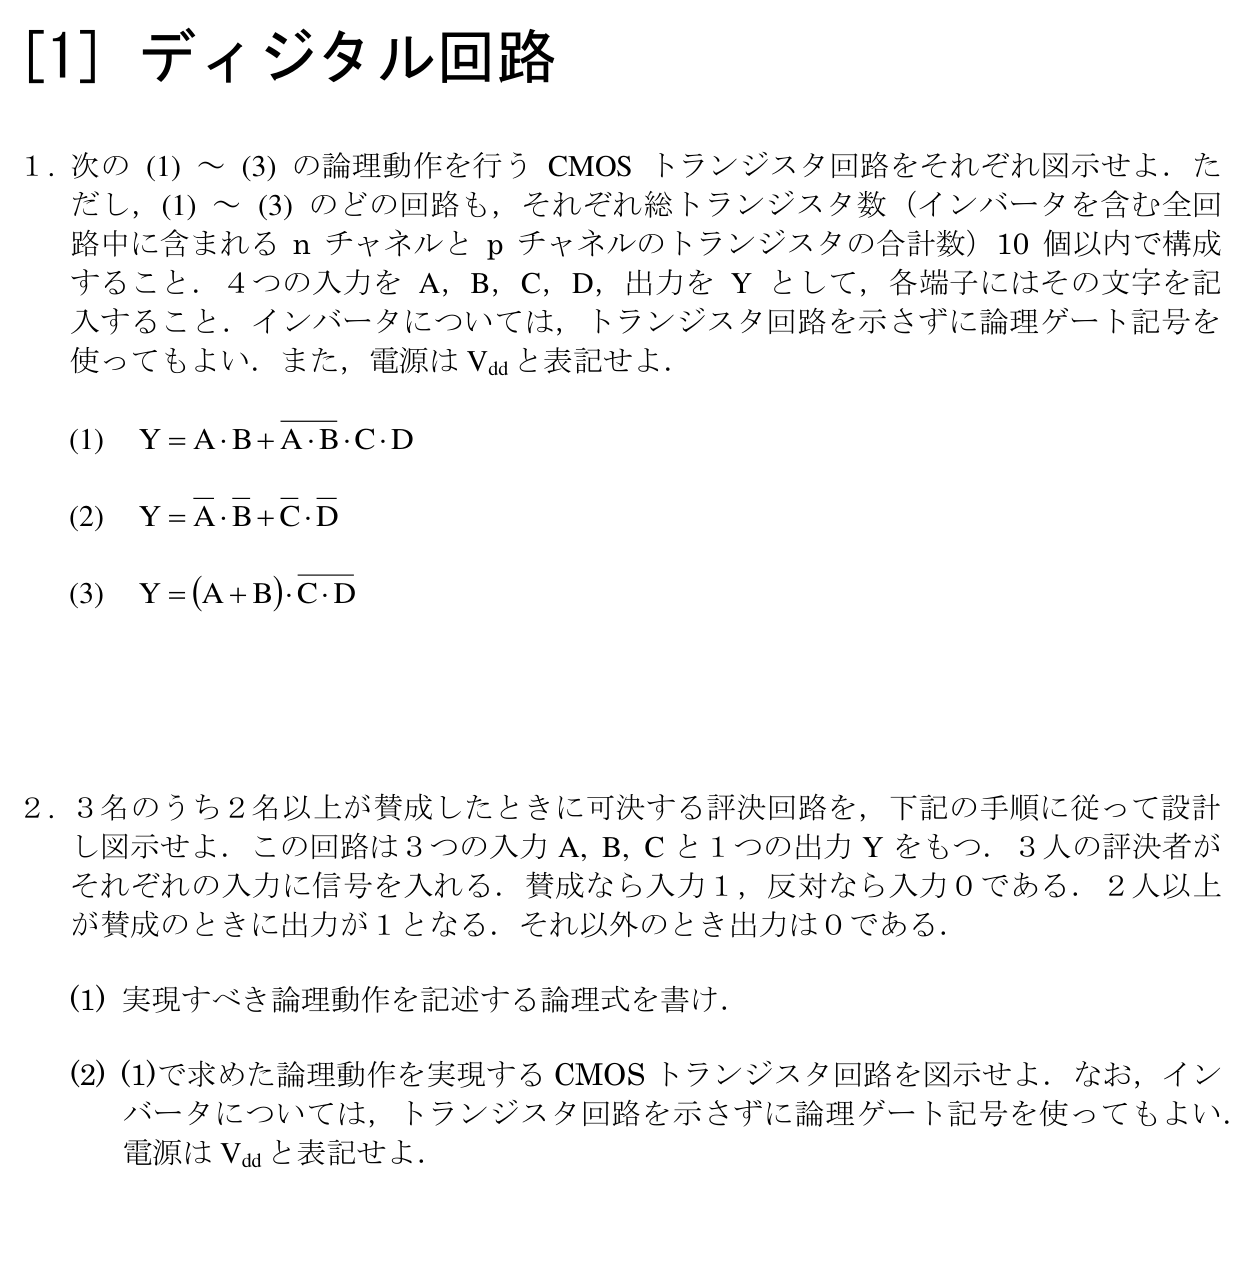 [1] ディジタル回路
１. 次の (1) ～ (3) の論理動作を行う CMOS トランジスタ回路をそれぞれ図示せよ．た
だし，(1) ～ (3) のどの回路も，それぞれ総トランジスタ数（インバータを含む全回
路中に含まれる n チャネルと p チャネルのトランジスタの合計数）10 個以内で構成
すること．４つの入力を A，B，C，D，出力を Y として，各端子にはその文字を記
入すること．インバータについては，トランジスタ回路を示さずに論理ゲート記号を
使ってもよい．また，電源は V_dd と表記せよ．
(1) Y = A·B + \overline{A·B}·C·D
(2) Y = \overline{A}·\overline{B} + \overline{C}·\overline{D}
(3) Y = (A + B)·\overline{C·D}
２. ３名のうち２名以上が賛成したときに可決する評決回路を，下記の手順に従って設計
し図示せよ．この回路は３つの入力 A, B, C と１つの出力 Y をもつ．３人の評決者が
それぞれの入力に信号を入れる．賛成なら入力１，反対なら入力０である．２人以上
が賛成のときに出力が１となる．それ以外のとき出力は０である．
(1) 実現すべき論理動作を記述する論理式を書け．
(2) (1)で求めた論理動作を実現する CMOS トランジスタ回路を図示せよ．なお，イン
バータについては，トランジスタ回路を示さずに論理ゲート記号を使ってもよい．
電源は V_dd と表記せよ．